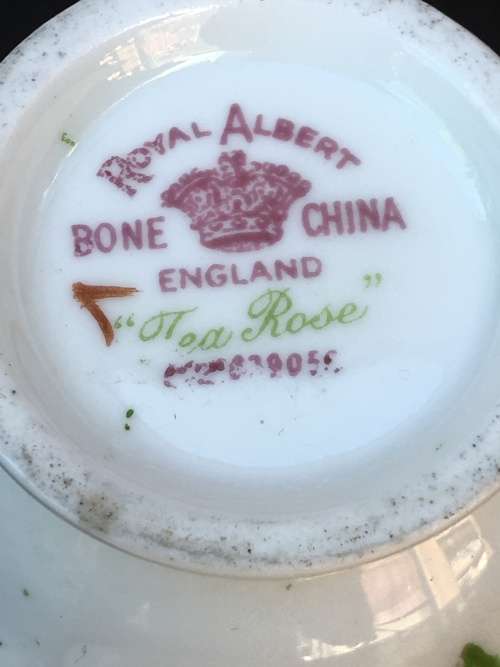 ROYAL ALBERT
BONE CHINA
ENGLAND
"Tea Rose"